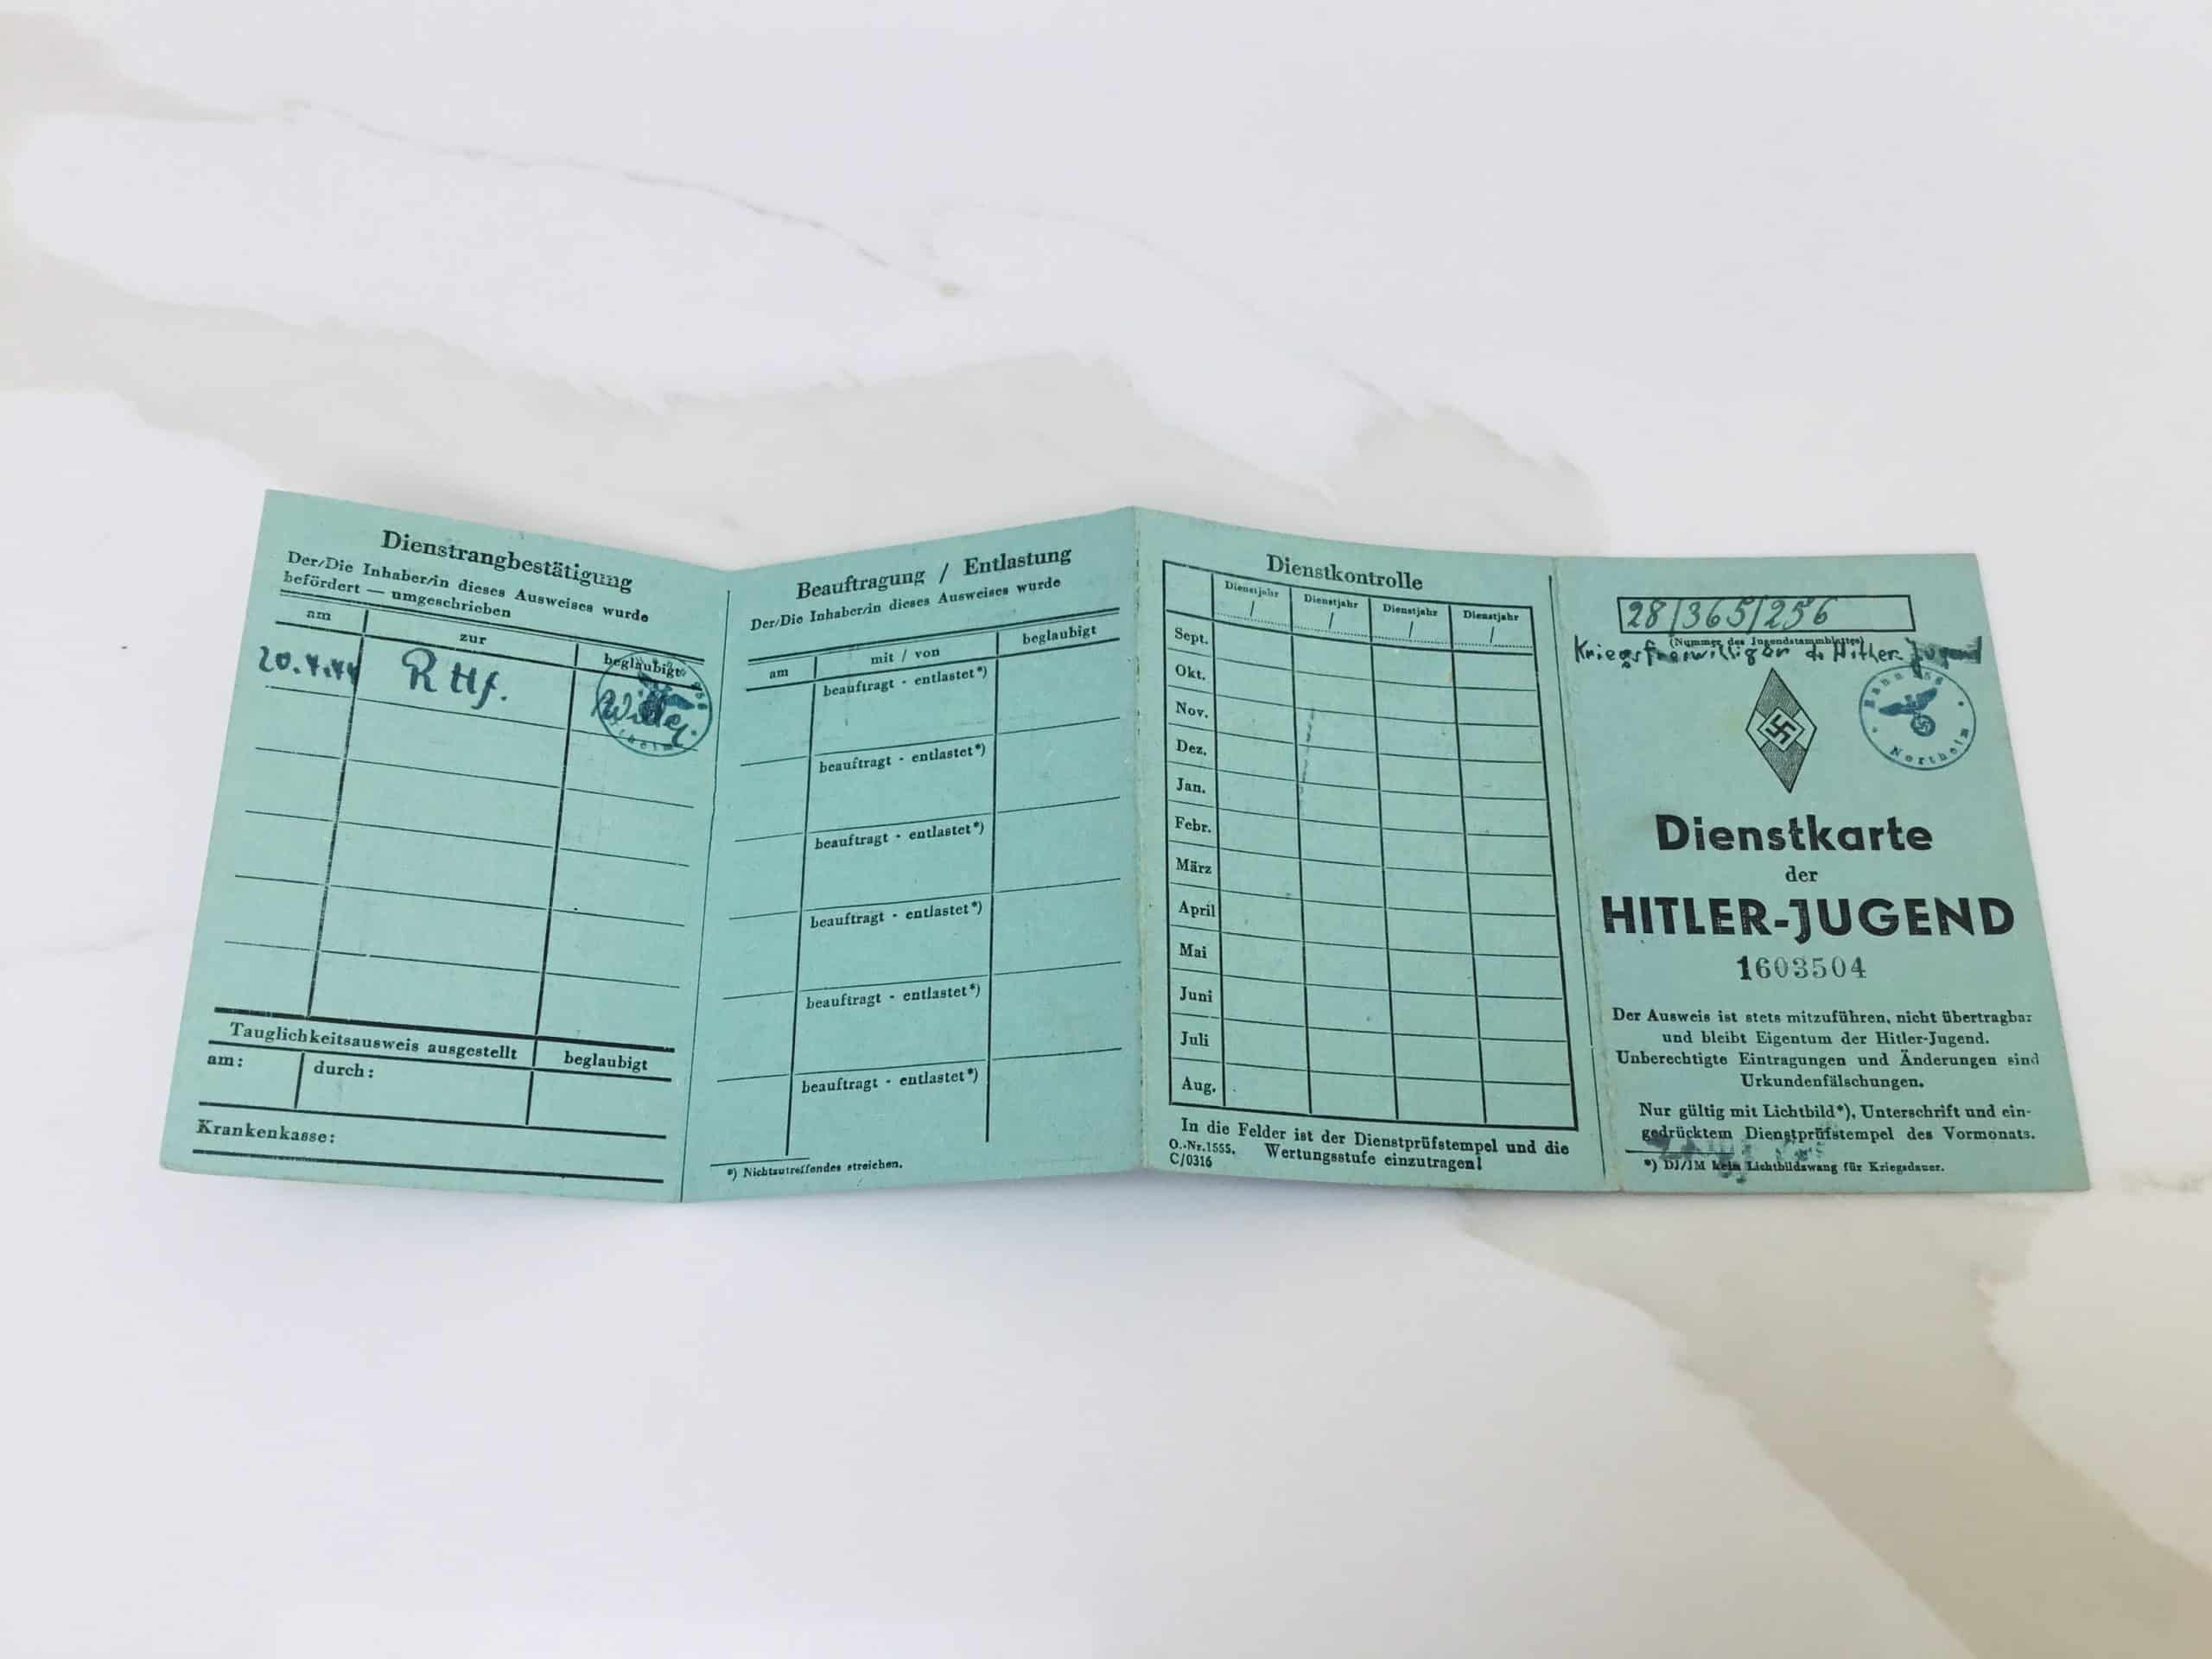 Dienstrangbestätigung
Der/Die Inhaber/in dieses Ausweises wurde
befördert — umgeschrieben
am zur beglaubigt
20.4.44 R Hf.
Tauglichkeitsausweis ausgestellt beglaubigt
am: durch:
Krankenkasse:
Beauftragung / Entlastung
Der/Die Inhaber/in dieses Ausweises wurde
am mit / von beglaubigt
beauftragt - entlastet*)
beauftragt - entlastet*)
beauftragt - entlastet*)
beauftragt - entlastet*)
beauftragt - entlastet*)
beauftragt - entlastet*)
*) Nichtzutreffendes streichen.
Dienstkontrolle
Dienstjahr Dienstjahr Dienstjahr Dienstjahr
/ / / /
Sept.
Okt.
Nov.
Dez.
Jan.
Febr.
März
April
Mai
Juni
Juli
Aug.
In die Felder ist der Dienstprüfstempel und die
Wertungsstufe einzutragen!
O.-Nr.1555.
C/0316
28/365/256
(Nummer des Jugendstammblattes)
Kriegsfreiwilliger d. Hitler Jugend
Bann
Northeim
Dienstkarte
der
HITLER-JUGEND
1603504
Der Ausweis ist stets mitzuführen, nicht übertragbar
und bleibt Eigentum der Hitler-Jugend.
Unberechtigte Eintragungen und Änderungen sind
Urkundenfälschungen.
Nur gültig mit Lichtbild*), Unterschrift und ein-
gedrücktem Dienstprüfstempel des Vormonats.
*) DJ/JM kein Lichtbildzwang für Kriegsdauer.